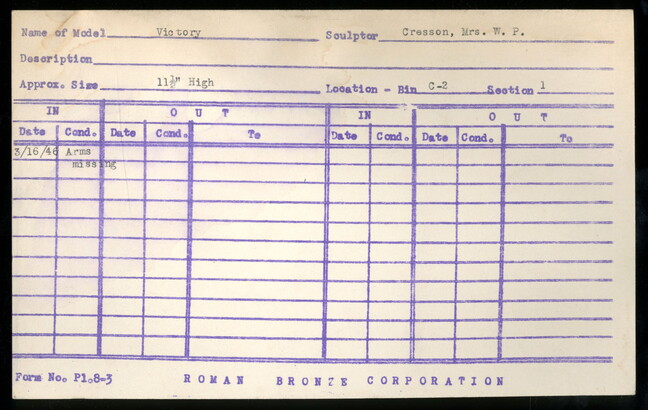 Name of Model Victory Sculptor Cresson, Mrs. W. P.
Description
Approx. Size 11½" High Location - Bin C-2 Section 1
IN O U T IN O U T
Date Cond. Date Cond. To Date Cond. Date Cond. To
3/16/46 Arms
missing
Form No. P1.8-3 ROMAN BRONZE CORPORATION